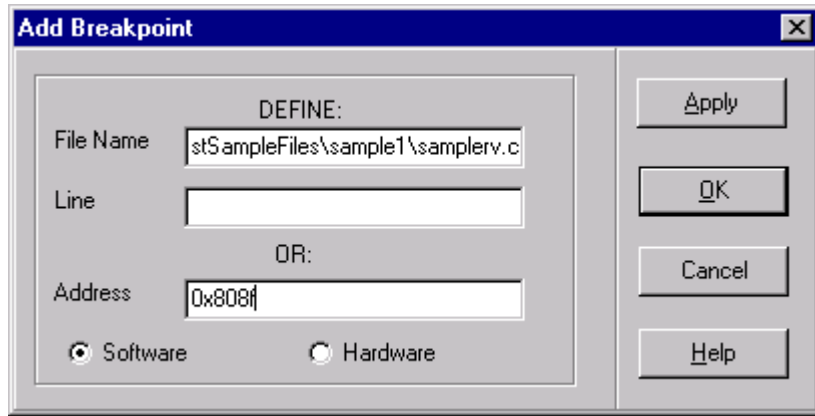 Add Breakpoint
DEFINE:
File Name
stSampleFiles\sample1\samplerv.c
Line
OR:
Address
0x808f
Software
Hardware
Apply
OK
Cancel
Help